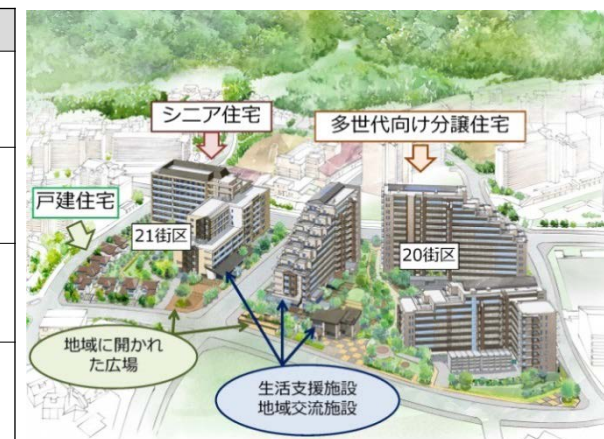 シニア住宅
多世代向け分譲住宅
戸建住宅
21街区
20街区
地域に開かれ
た広場
生活支援施設
地域交流施設